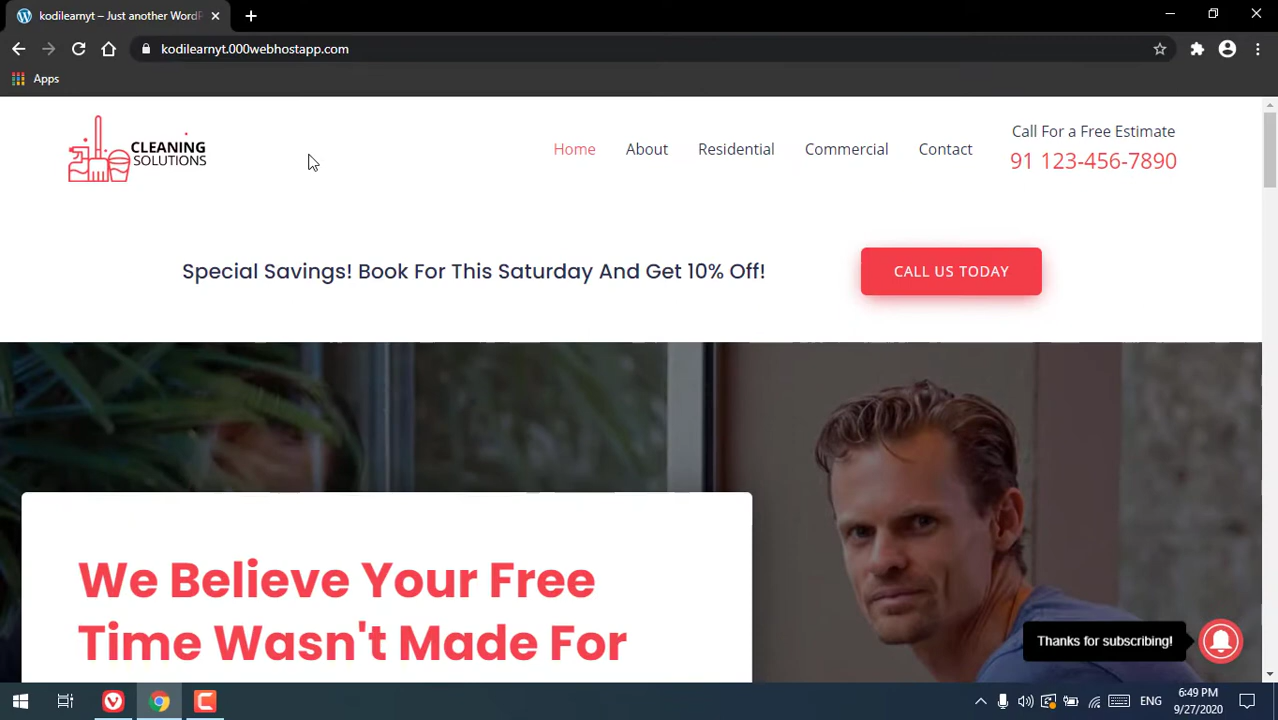 kodilearnyt – Just another WordP
kodilearnyt.000webhostapp.com
Apps
CLEANING
SOLUTIONS
Home
About
Residential
Commercial
Contact
Call For a Free Estimate
91 123-456-7890
Special Savings! Book For This Saturday And Get 10% Off!
CALL US TODAY
We Believe Your Free
Time Wasn't Made For
Thanks for subscribing!
ENG
6:49 PM
9/27/2020